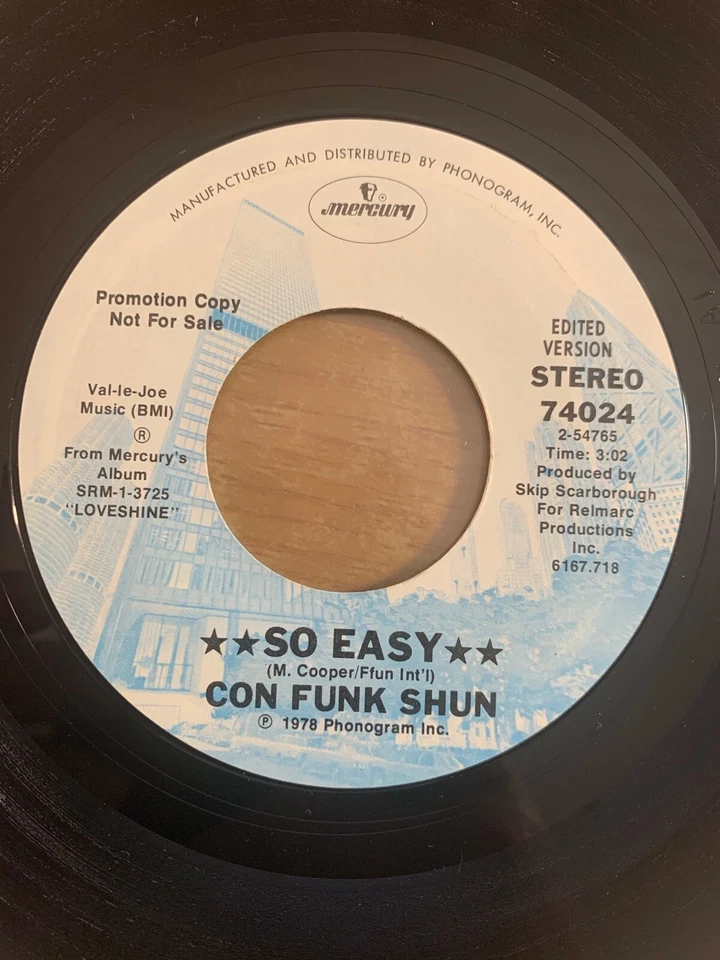 MANUFACTURED AND DISTRIBUTED BY PHONOGRAM, INC.
mercury
Promotion Copy
Not For Sale
Val-le-Joe
Music (BMI)
®
From Mercury's
Album
SRM-1-3725
"LOVESHINE"
EDITED
VERSION
STEREO
74024
2-54765
Time: 3:02
Produced by
Skip Scarborough
For Relmarc
Productions
Inc.
6167.718
★★SO EASY★★
(M. Cooper/Ffun Int'l)
CON FUNK SHUN
℗ 1978 Phonogram Inc.